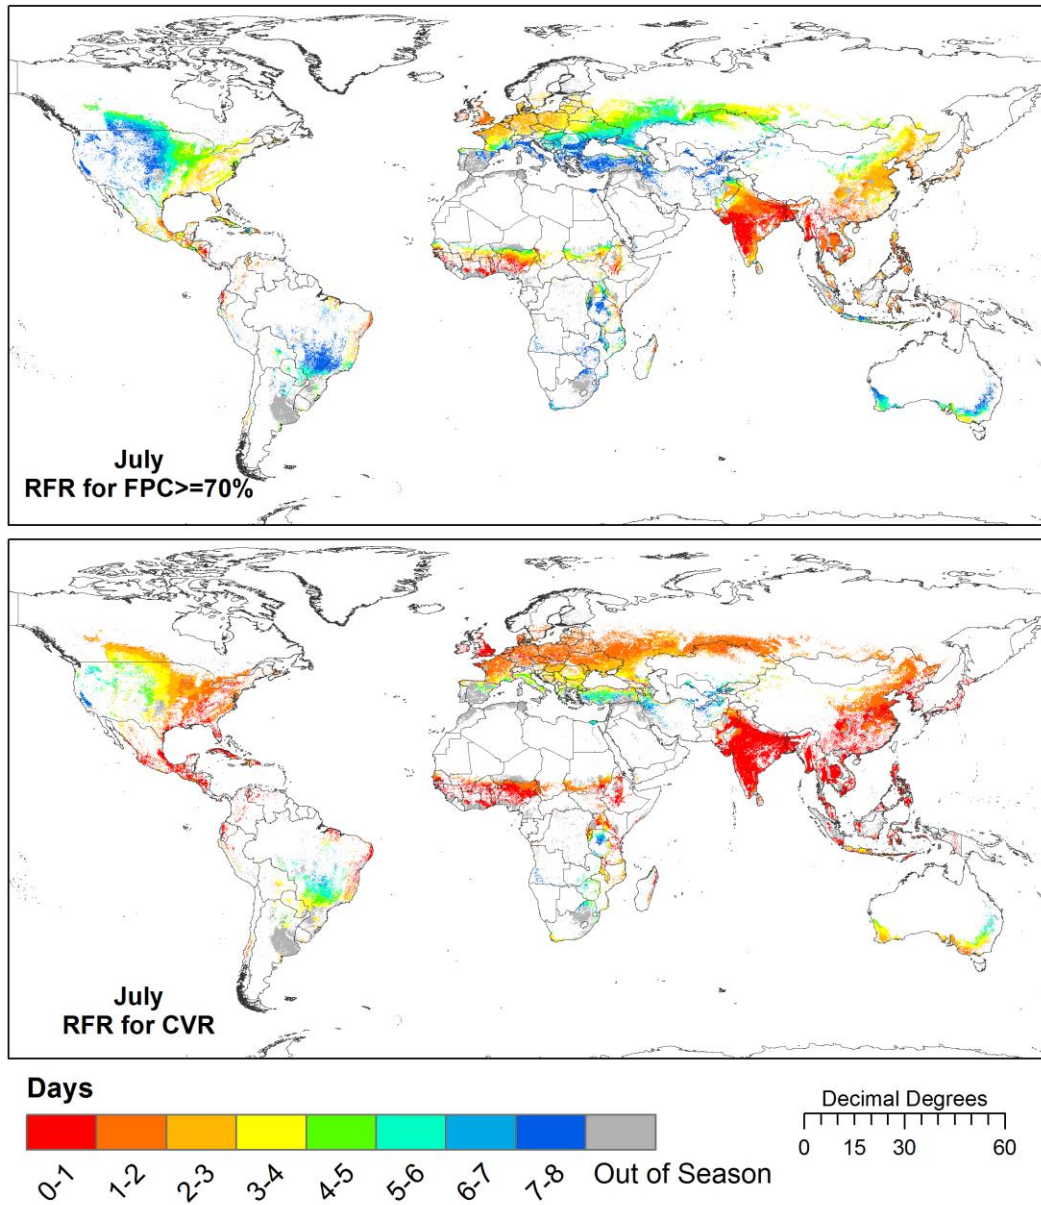 July
RFR for FPC>=70%
July
RFR for CVR
Days
0-1
1-2
2-3
3-4
4-5
5-6
6-7
7-8
Out of Season
Decimal Degrees
0 15 30 60